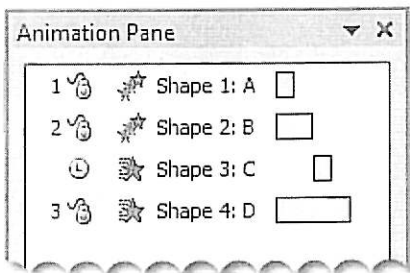 Animation Pane
1 Shape 1: A
2 Shape 2: B
Shape 3: C
3 Shape 4: D